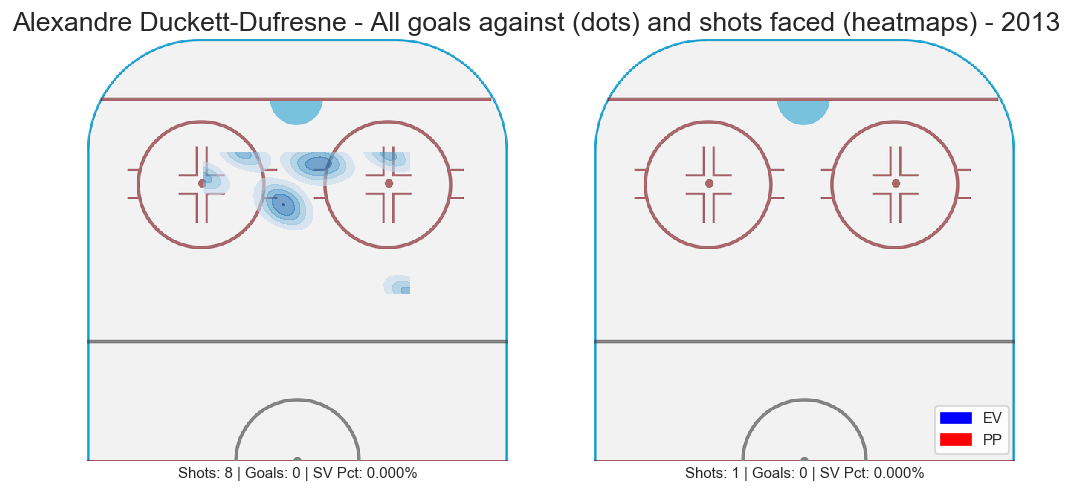 Alexandre Duckett-Dufresne - All goals against (dots) and shots faced (heatmaps) - 2013
EV
PP
Shots: 8 | Goals: 0 | SV Pct: 0.000%
Shots: 1 | Goals: 0 | SV Pct: 0.000%